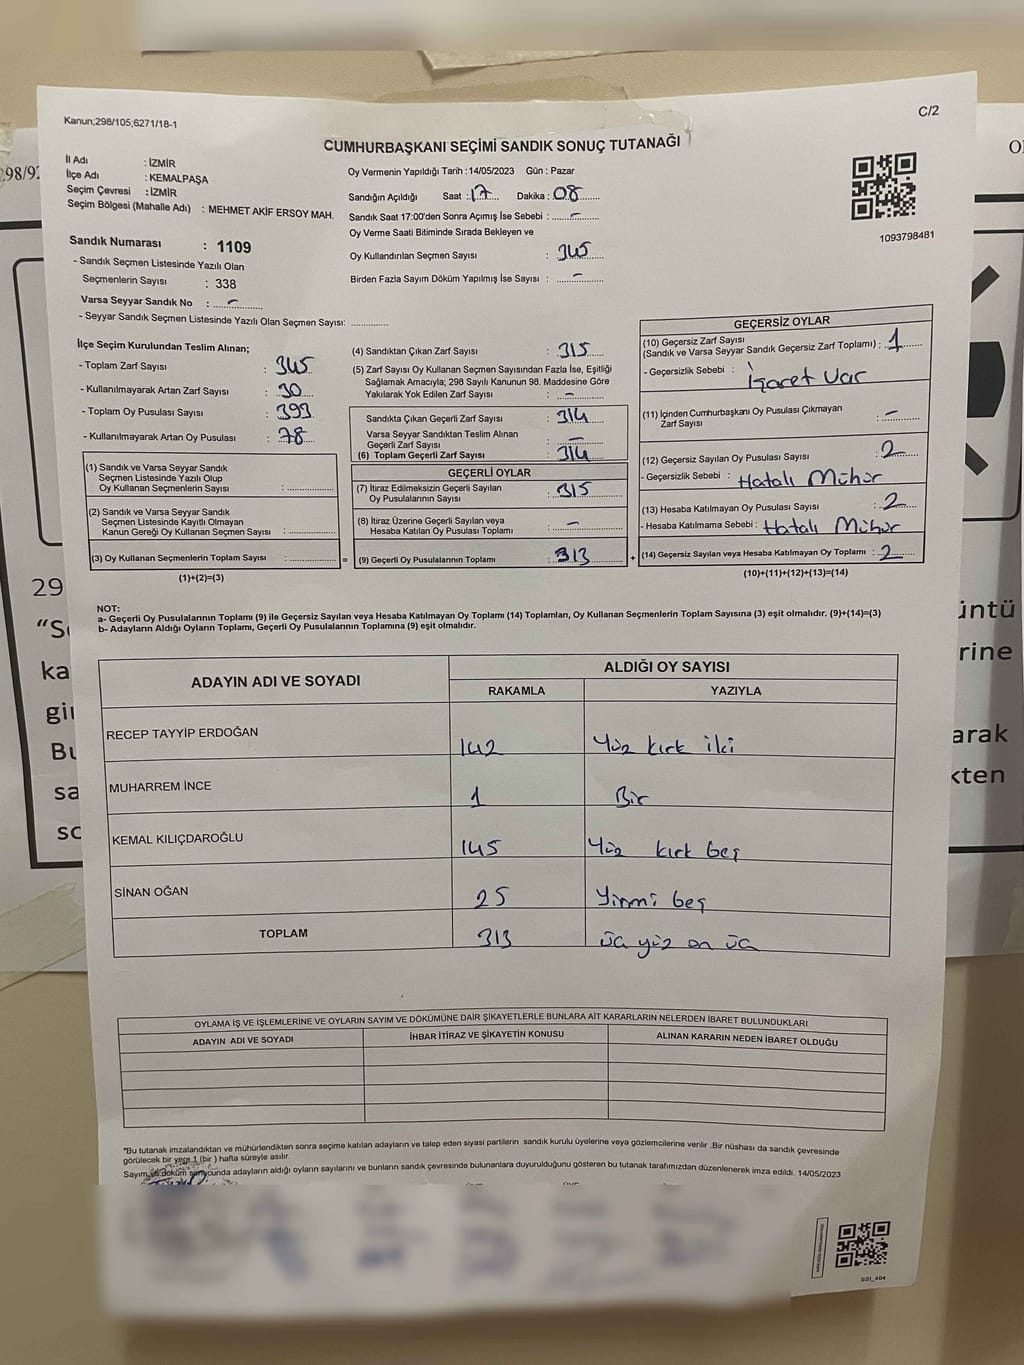 Kanun;298/105;6271/18-1
C/2
CUMHURBAŞKANI SEÇİMİ SANDIK SONUÇ TUTANAĞI
İl Adı : İZMİR
İlçe Adı : KEMALPAŞA
Seçim Çevresi : İZMİR
Seçim Bölgesi (Mahalle Adı) : MEHMET AKİF ERSOY MAH.
Oy Vermenin Yapıldığı Tarih : 14/05/2023 Gün : Pazar
Sandığın Açıldığı Saat : 17 Dakika : 08
Sandık Saat 17:00'den Sonra Açımış İse Sebebi : -
Oy Verme Saati Bitiminde Sırada Bekleyen ve
Oy Kullandırılan Seçmen Sayısı : 345
Birden Fazla Sayım Döküm Yapılmış İse Sayısı : -
1093798481
Sandık Numarası : 1109
- Sandık Seçmen Listesinde Yazılı Olan
Seçmenlerin Sayısı : 338
Varsa Seyyar Sandık No : -
- Seyyar Sandık Seçmen Listesinde Yazılı Olan Seçmen Sayısı:
İlçe Seçim Kurulundan Teslim Alınan;
- Toplam Zarf Sayısı : 345
- Kullanılmayarak Artan Zarf Sayısı : 30
- Toplam Oy Pusulası Sayısı : 393
- Kullanılmayarak Artan Oy Pusulası : 78
(1) Sandık ve Varsa Seyyar Sandık
Seçmen Listesinde Yazılı Olup
Oy Kullanan Seçmenlerin Sayısı :
(2) Sandık ve Varsa Seyyar Sandık
Seçmen Listesinde Kayıtlı Olmayan
Kanun Gereği Oy Kullanan Seçmen Sayısı :
(3) Oy Kullanan Seçmenlerin Toplam Sayısı : =
(1)+(2)=(3)
(4) Sandıktan Çıkan Zarf Sayısı : 315
(5) Zarf Sayısı Oy Kullanan Seçmen Sayısından Fazla İse, Eşitliği
Sağlamak Amacıyla; 298 Sayılı Kanunun 98. Maddesine Göre
Yakılarak Yok Edilen Zarf Sayısı : -
Sandıkta Çıkan Geçerli Zarf Sayısı : 314
Varsa Seyyar Sandıktan Teslim Alınan
Geçerli Zarf Sayısı : -
(6) Toplam Geçerli Zarf Sayısı : 314
GEÇERLİ OYLAR
(7) İtiraz Edilmeksizin Geçerli Sayılan
Oy Pusulalarının Sayısı : 315
(8) İtiraz Üzerine Geçerli Sayılan veya
Hesaba Katılan Oy Pusulası Toplamı : -
(9) Geçerli Oy Pusulalarının Toplamı : 313 +
GEÇERSİZ OYLAR
(10) Geçersiz Zarf Sayısı
(Sandık ve Varsa Seyyar Sandık Geçersiz Zarf Toplamı) : 1
- Geçersizlik Sebebi : İşaret var
(11) İçinden Cumhurbaşkanı Oy Pusulası Çıkmayan
Zarf Sayısı : -
(12) Geçersiz Sayılan Oy Pusulası Sayısı : 2
- Geçersizlik Sebebi : Hatalı Mühür
(13) Hesaba Katılmayan Oy Pusulası Sayısı : 2
- Hesaba Katılmama Sebebi : Hatalı Mühür
(14) Geçersiz Sayılan veya Hesaba Katılmayan Oy Toplamı : 2
(10)+(11)+(12)+(13)=(14)
NOT:
a- Geçerli Oy Pusulalarının Toplamı (9) ile Geçersiz Sayılan veya Hesaba Katılmayan Oy Toplamı (14) Toplamları, Oy Kullanan Seçmenlerin Toplam Sayısına (3) eşit olmalıdır. (9)+(14)=(3)
b- Adayların Aldığı Oyların Toplamı, Geçerli Oy Pusulalarının Toplamına (9) eşit olmalıdır.
ADAYIN ADI VE SOYADI ALDIĞI OY SAYISI
RAKAMLA YAZIYLA
RECEP TAYYİP ERDOĞAN 142 Yüz kırk iki
MUHARREM İNCE 1 Bir
KEMAL KILIÇDAROĞLU 145 Yüz kırk beş
SİNAN OĞAN 25 Yirmi beş
TOPLAM 313 üç yüz on üç
OYLAMA İŞ VE İŞLEMLERİNE VE OYLARIN SAYIM VE DÖKÜMÜNE DAİR ŞİKAYETLERLE BUNLARA AİT KARARLARIN NELERDEN İBARET BULUNDUKLARI
ADAYIN ADI VE SOYADI İHBAR İTİRAZ VE ŞİKAYETİN KONUSU ALINAN KARARIN NEDEN İBARET OLDUĞU
"Bu tutanak imzalandıktan ve mühürlendikten sonra seçime katılan adayların ve talep eden siyasi partilerin sandık kurulu üyelerine veya gözlemcilerine verilir. Bir nüshası da sandık çevresinde
görülecek bir yere 1 (bir ) hafta süreyle asılır.
Sayım ve döküm sonucunda adayların aldığı oyların sayılarını ve bunların sandık çevresinde bulunanlara duyurulduğunu gösteren bu tutanak tarafımızdan düzenlenerek imza edildi. 14/05/2023
298/92
29
ka
Bu
sa
üntü
rine
arak
kten